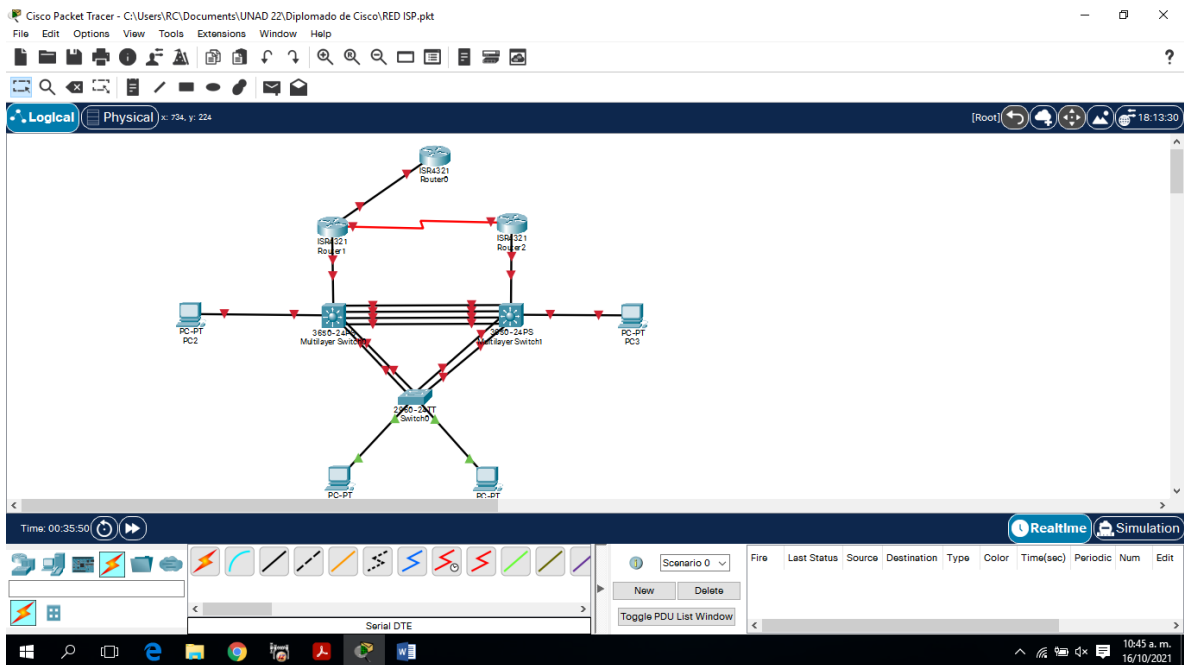 Cisco Packet Tracer - C:\Users\RC\Documents\UNAD 22\Diplomado de Cisco\RED ISP.pkt
File Edit Options View Tools Extensions Window Help
?
Logical Physical x: 734, y: 224 [Root] 18:13:30
ISR4321
Router0
ISR4321
Router1
ISR4321
Router2
PC-PT
PC2
3650-24PS
Multilayer Switch0
3650-24PS
Multilayer Switch1
PC-PT
PC3
2960-24TT
Switch0
PC-PT
PC-PT
Time: 00:35:50 Realtime Simulation
Scenario 0
New Delete
Toggle PDU List Window
Fire Last Status Source Destination Type Color Time(sec) Periodic Num Edit
Serial DTE
10:45 a. m.
16/10/2021